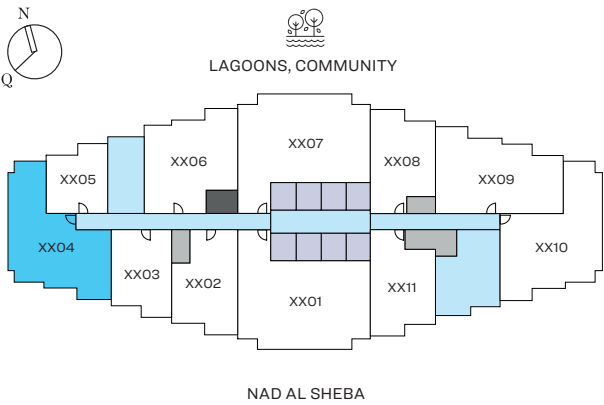 N
Q
LAGOONS, COMMUNITY
XX07
XX06
XX08
XX05
XX09
XX04
XX10
XX03
XX02
XX01
XX11
NAD AL SHEBA